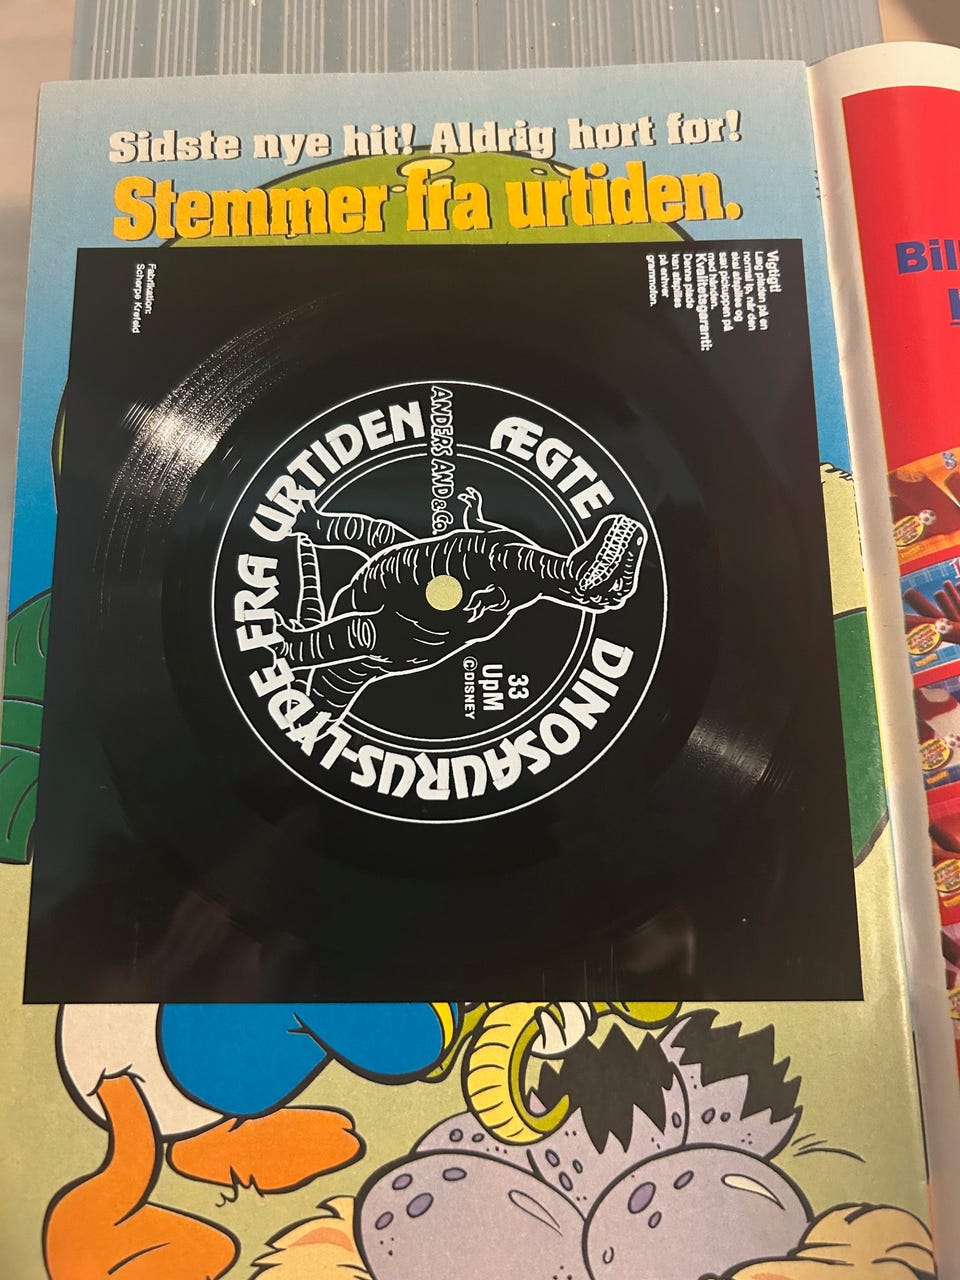 Sidste nye hit! Aldrig hørt før!
Stemmer fra urtiden.
Fabrikation:
Scherpe Krefeld
Vigtigt!
Læg pladen på en
normal lp, når den
skal afspilles og
sæt pickuppen på
med hånden.
Kvalitetsgaranti:
Denne plade
kan afspilles
på enhver
grammofon.
ÆGTE DINOSAURUS-LYDE FRA URTIDEN
ANDERS AND & Co.
33
UpM
©DISNEY
Bil